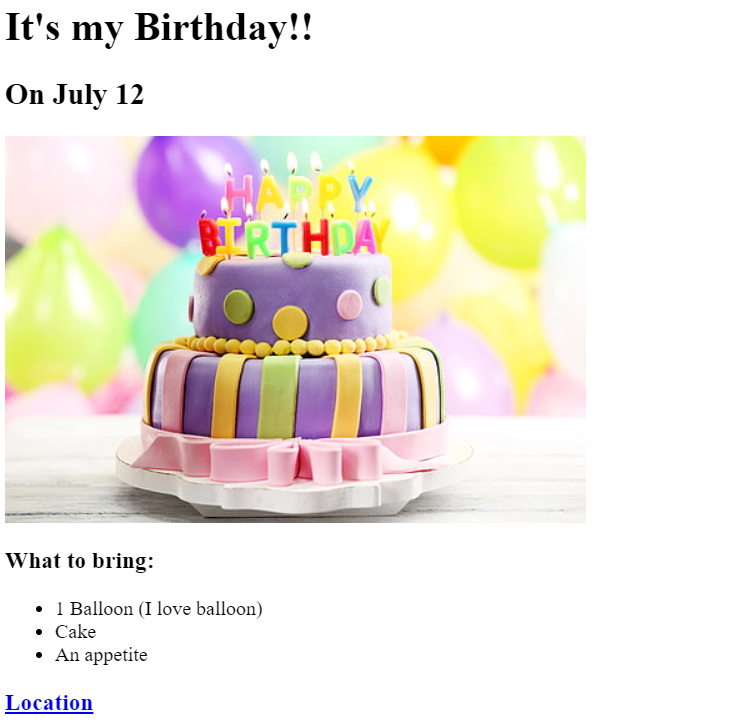 It's my Birthday!!
On July 12
HAPPY
BIRTHDAY
What to bring:
1 Balloon (I love balloon)
Cake
An appetite
Location